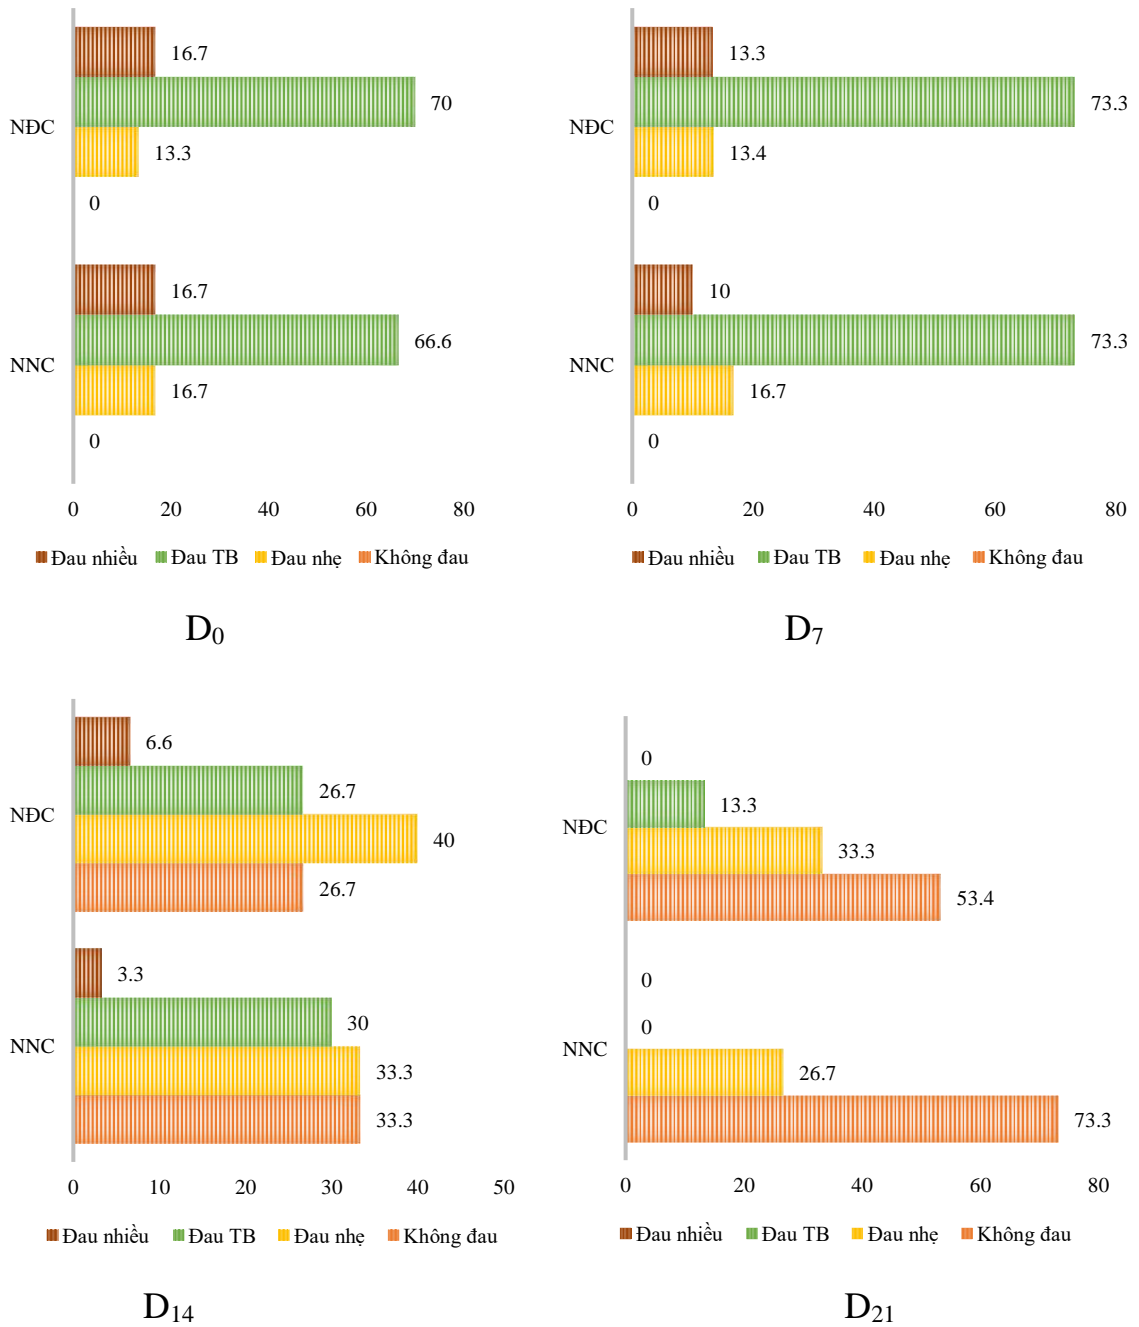 16.7
70
NĐC
13.3
0
16.7
66.6
NNC
16.7
0
0 20 40 60 80
Đau nhiều Đau TB Đau nhẹ Không đau
D₀
13.3
73.3
NĐC
13.4
0
10
73.3
NNC
16.7
0
0 20 40 60 80
Đau nhiều Đau TB Đau nhẹ Không đau
D₇
6.6
26.7
NĐC
40
26.7
3.3
30
NNC
33.3
33.3
0 10 20 30 40 50
Đau nhiều Đau TB Đau nhẹ Không đau
D₁₄
0
13.3
NĐC
33.3
53.4
0
0
NNC
26.7
73.3
0 20 40 60 80
Đau nhiều Đau TB Đau nhẹ Không đau
D₂₁